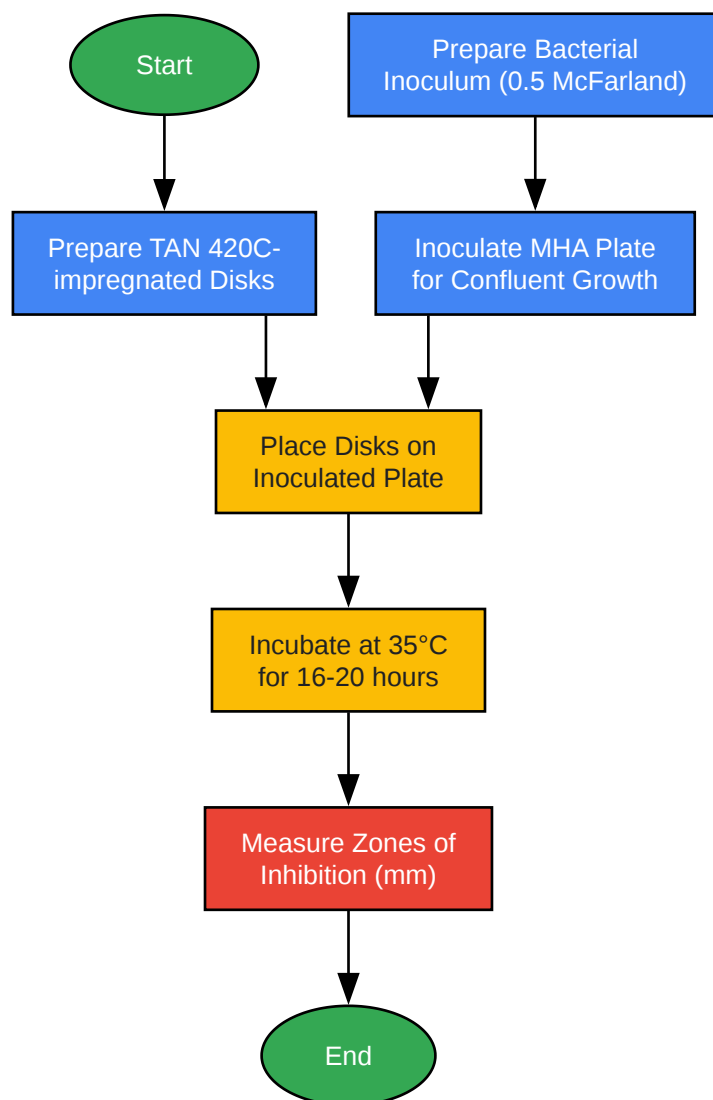 Start
Prepare Bacterial
Inoculum (0.5 McFarland)
Prepare TAN 420C-
impregnated Disks
Inoculate MHA Plate
for Confluent Growth
Place Disks on
Inoculated Plate
Incubate at 35°C
for 16-20 hours
Measure Zones of
Inhibition (mm)
End